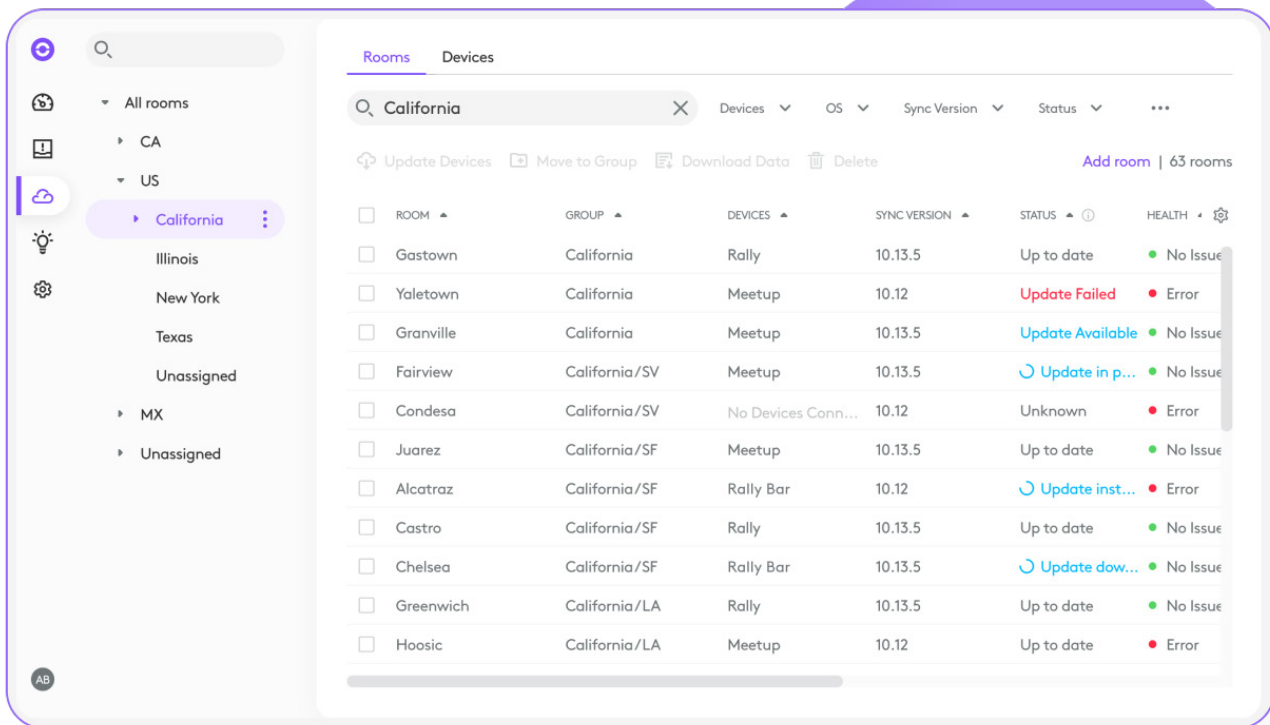 Rooms Devices
All rooms
CA
US
California
Illinois
New York
Texas
Unassigned
MX
Unassigned
AB
California Devices OS Sync Version Status •••
Update Devices Move to Group Download Data Delete Add room | 63 rooms
ROOM GROUP DEVICES SYNC VERSION STATUS HEALTH
Gastown California Rally 10.13.5 Up to date No Issue
Yaletown California Meetup 10.12 Update Failed Error
Granville California Meetup 10.13.5 Update Available No Issue
Fairview California/SV Meetup 10.13.5 Update in p... No Issue
Condesa California/SV No Devices Conn... 10.12 Unknown Error
Juarez California/SF Meetup 10.13.5 Up to date No Issue
Alcatraz California/SF Rally Bar 10.12 Update inst... Error
Castro California/SF Rally 10.13.5 Up to date No Issue
Chelsea California/SF Rally Bar 10.13.5 Update dow... No Issue
Greenwich California/LA Rally 10.13.5 Up to date No Issue
Hoosic California/LA Meetup 10.12 Up to date Error